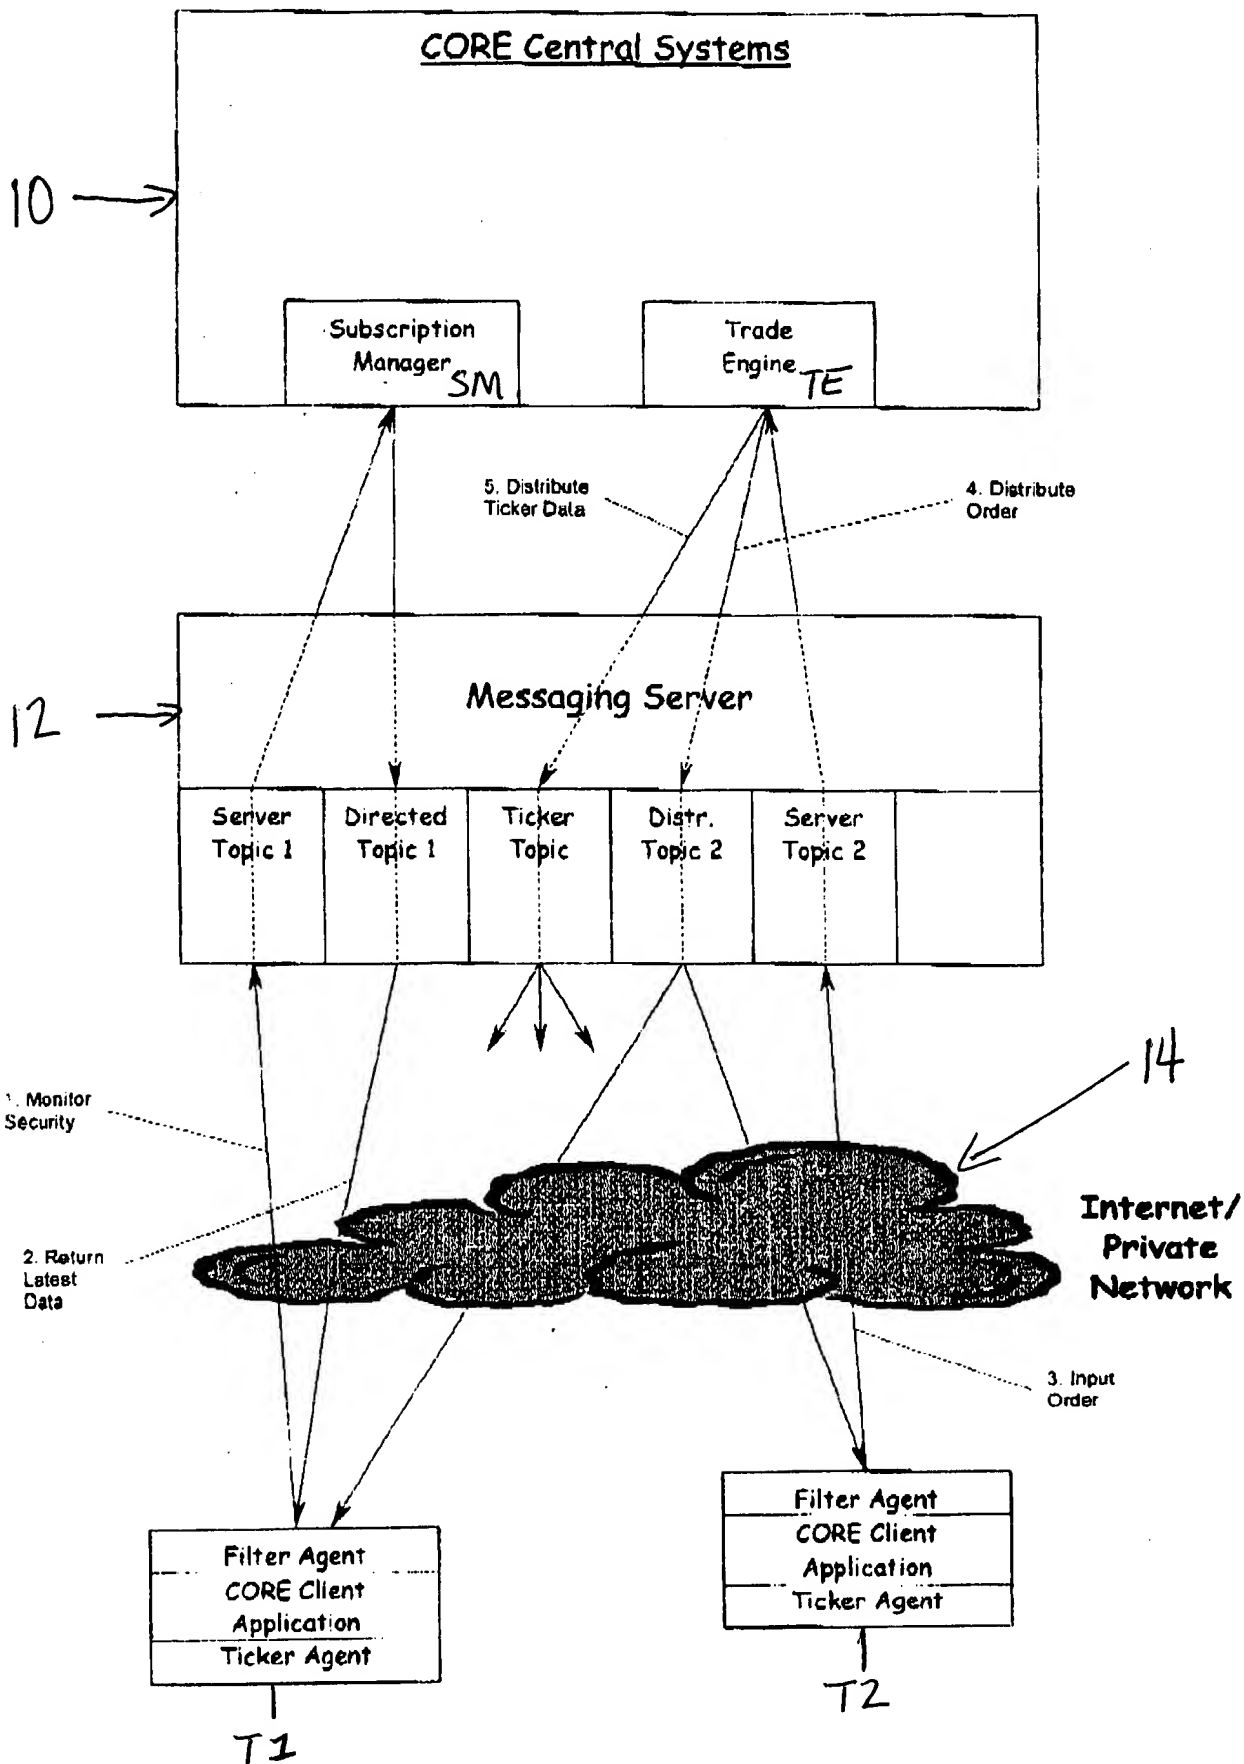 CORE Central Systems
10
Subscription
Manager
SM
Trade
Engine
TE
5. Distribute
Ticker Data
4. Distribute
Order
12
Messaging Server
Server
Topic 1
Directed
Topic 1
Ticker
Topic
Distr.
Topic 2
Server
Topic 2
14
1. Monitor
Security
Internet/
Private
Network
2. Return
Latest
Data
3. Input
Order
Filter Agent
CORE Client
Application
Ticker Agent
T2
Filter Agent
CORE Client
Application
Ticker Agent
T1